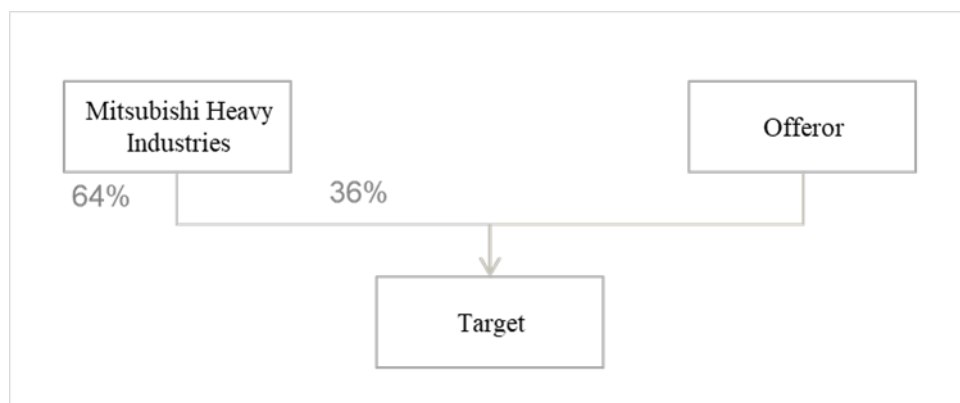 Mitsubishi Heavy
Industries
Offeror
64%
36%
Target